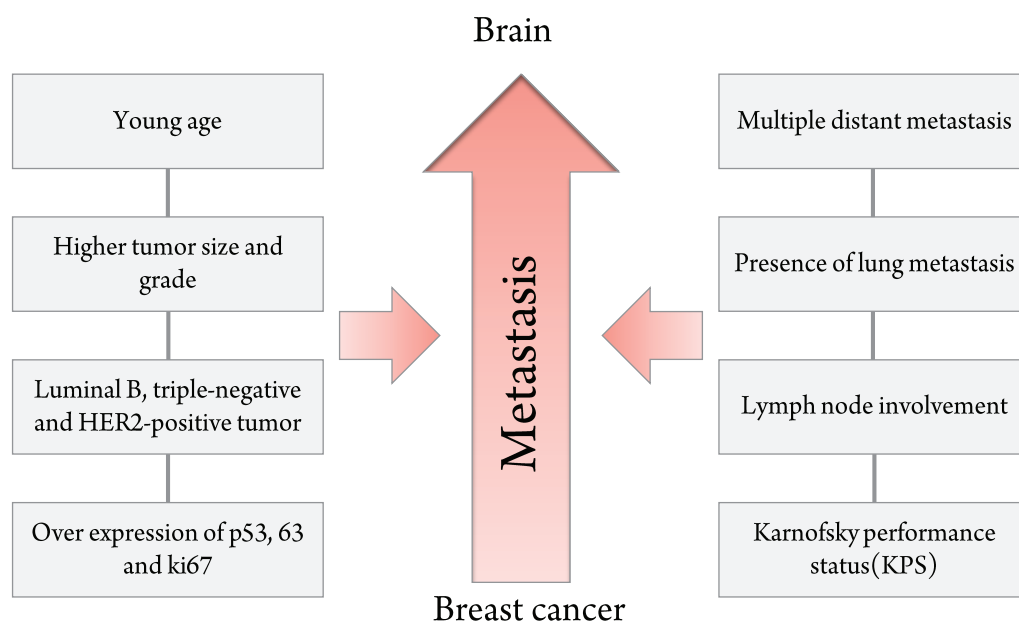 Brain
Young age
Higher tumor size and
grade
Luminal B, triple-negative
and HER2-positive tumor
Over expression of p53, 63
and ki67
Metastasis
Multiple distant metastasis
Presence of lung metastasis
Lymph node involvement
Karnofsky performance
status(KPS)
Breast cancer